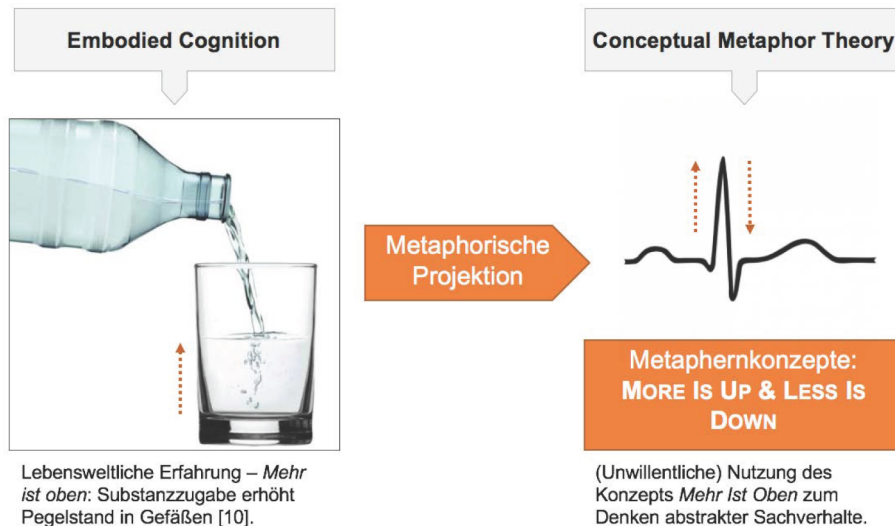 Embodied Cognition
Conceptual Metaphor Theory
Metaphorische
Projektion
Metaphernkonzepte:
MORE IS UP & LESS IS
DOWN
Lebensweltliche Erfahrung – Mehr
ist oben: Substanzzugabe erhöht
Pegelstand in Gefäßen [10].
(Unwillentliche) Nutzung des
Konzepts Mehr Ist Oben zum
Denken abstrakter Sachverhalte.